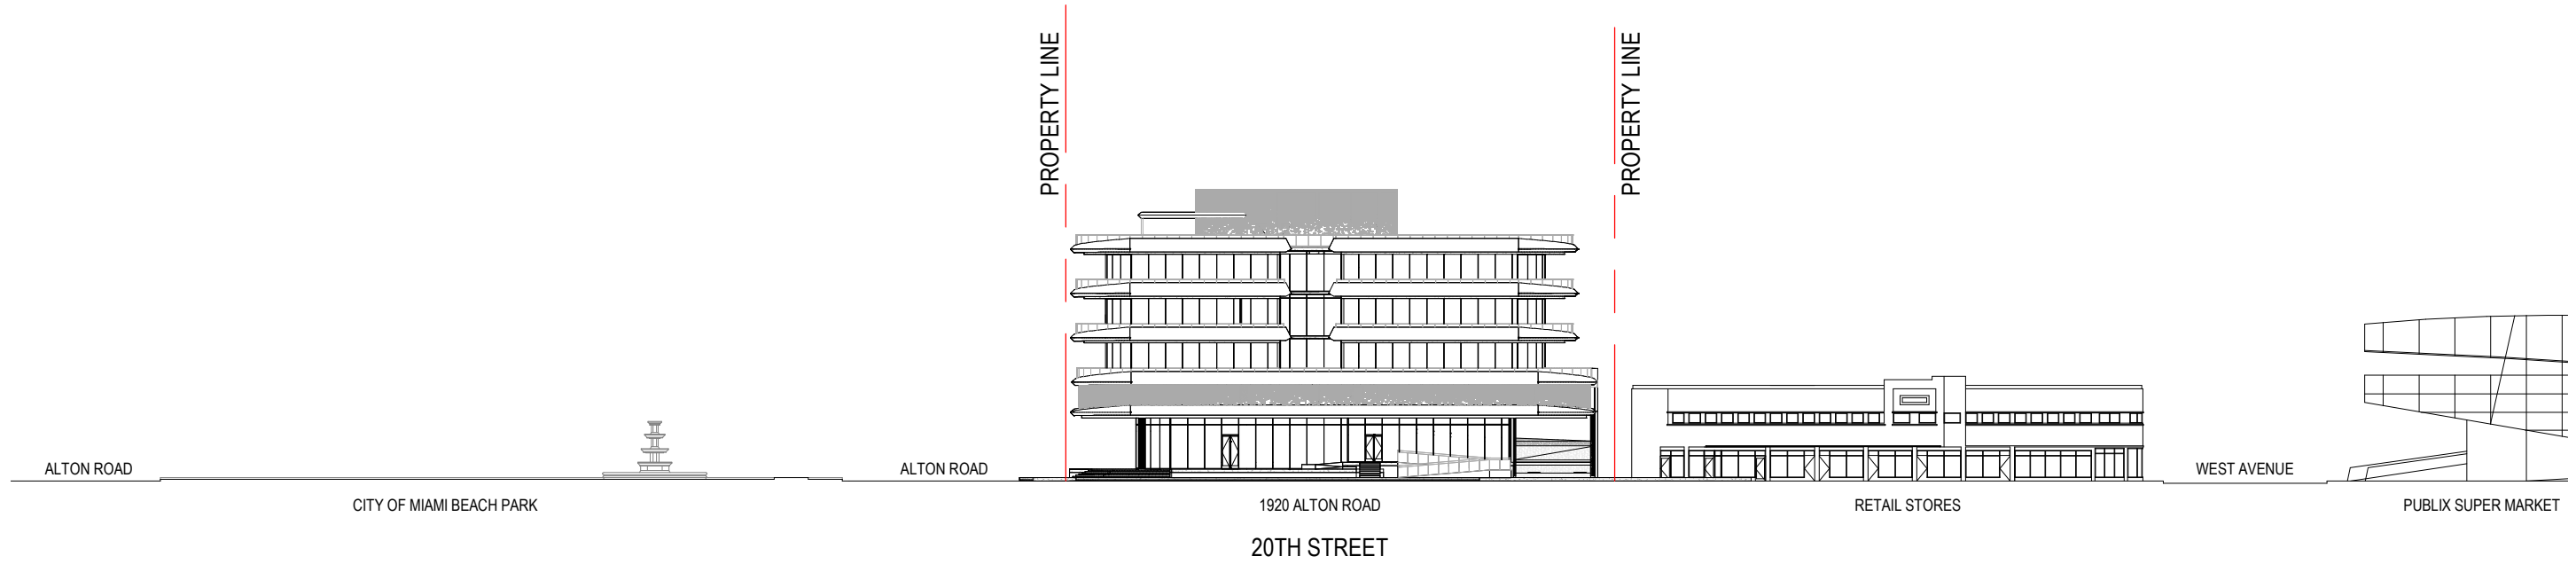 PROPERTY LINE
PROPERTY LINE
ALTON ROAD
ALTON ROAD
WEST AVENUE
CITY OF MIAMI BEACH PARK
1920 ALTON ROAD
RETAIL STORES
PUBLIX SUPER MARKET
20TH STREET